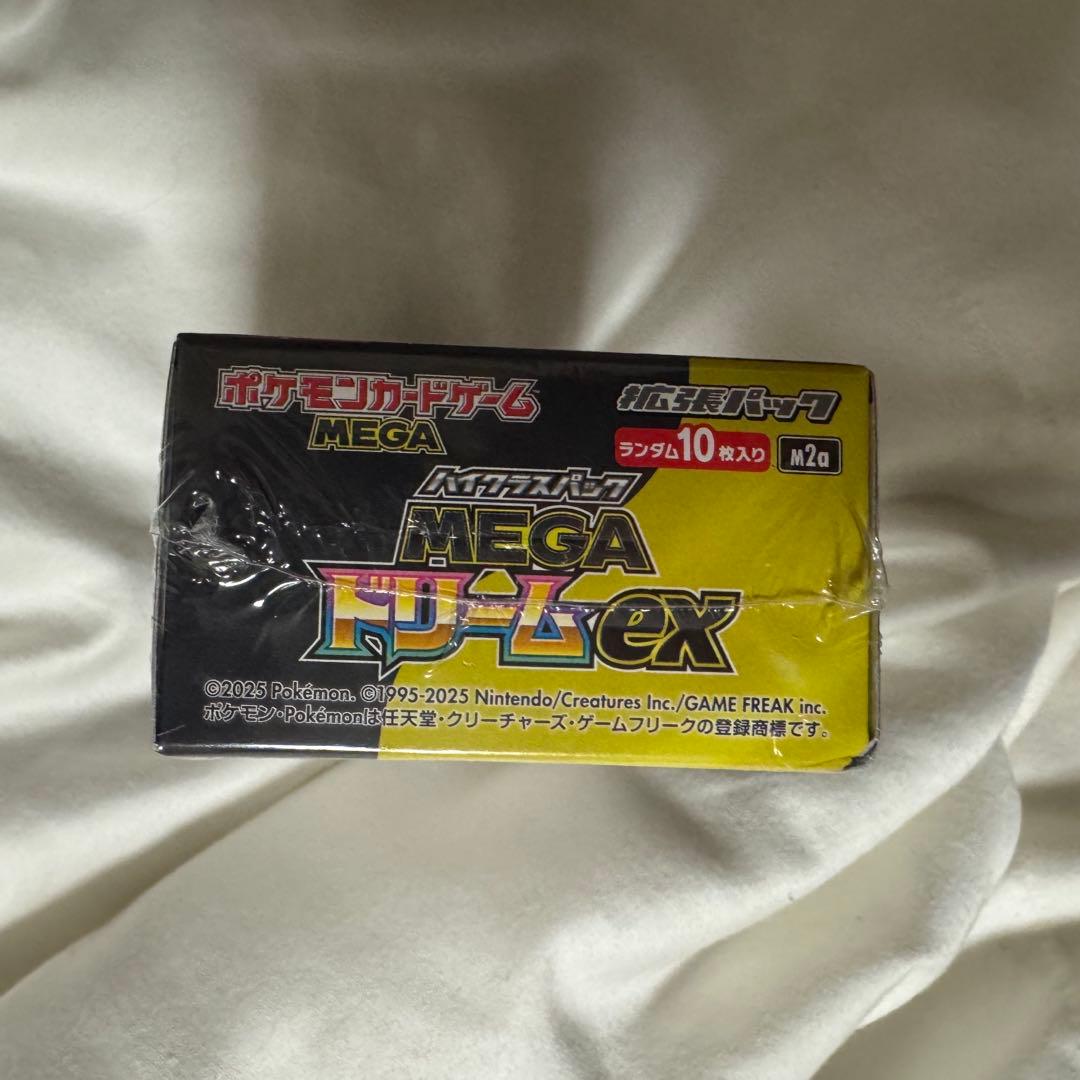 ポケモンカードゲーム
MEGA
拡張パック
ランダム10枚入り M2a
ハイクラスパック
MEGA
ドリームex
©2025 Pokémon. ©1995-2025 Nintendo/Creatures Inc./GAME FREAK inc.
ポケモン・Pokémonは任天堂・クリーチャーズ・ゲームフリークの登録商標です。